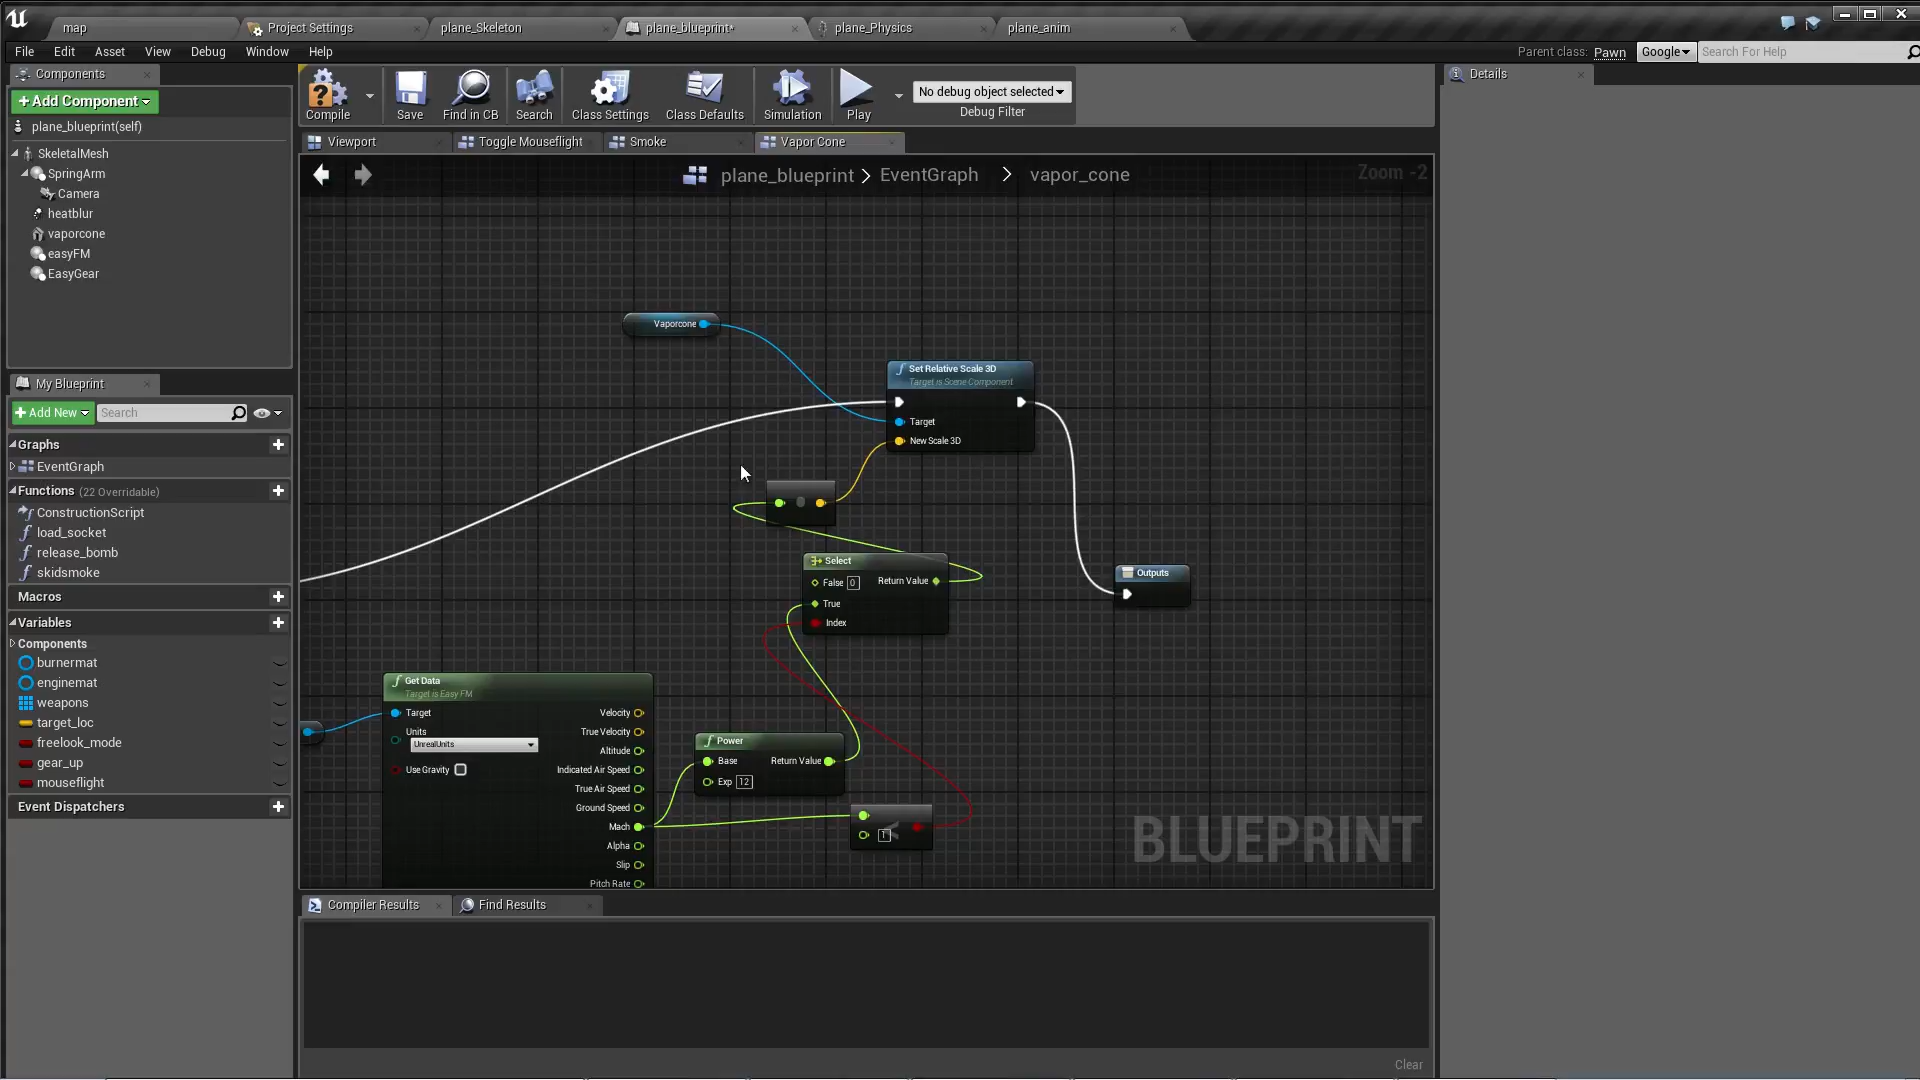 map
Project Settings
plane_Skeleton
plane_blueprint*
plane_Physics
plane_anim
File
Edit
Asset
View
Debug
Window
Help
Parent class: Pawn
Google
Search For Help
Components
+Add Component
plane_blueprint(self)
SkeletalMesh
SpringArm
Camera
heatblur
vaporcone
easyFM
EasyGear
My Blueprint
+Add New
Search
Graphs
EventGraph
Functions (22 Overridable)
ConstructionScript
load_socket
release_bomb
skidsmoke
Macros
Variables
Components
burnermat
enginemat
weapons
target_loc
freelook_mode
gear_up
mouseflight
Event Dispatchers
Compile
Save
Find in CB
Search
Class Settings
Class Defaults
Simulation
Play
No debug object selected
Debug Filter
Viewport
Toggle Mouseflight
Smoke
Vapor Cone
plane_blueprint > EventGraph > vapor_cone
Zoom -2
Vaporcone
Set Relative Scale 3D
Target is Scene Component
Target
New Scale 3D
Select
False 0
Return Value
True
Index
Outputs
Get Data
Target is Easy FM
Target
Units
UnrealUnits
Use Gravity
Velocity
True Velocity
Altitude
Indicated Air Speed
True Air Speed
Ground Speed
Mach
Alpha
Slip
Pitch Rate
Power
Base
Return Value
Exp 12
1
<
BLUEPRINT
Compiler Results
Find Results
Clear
Details